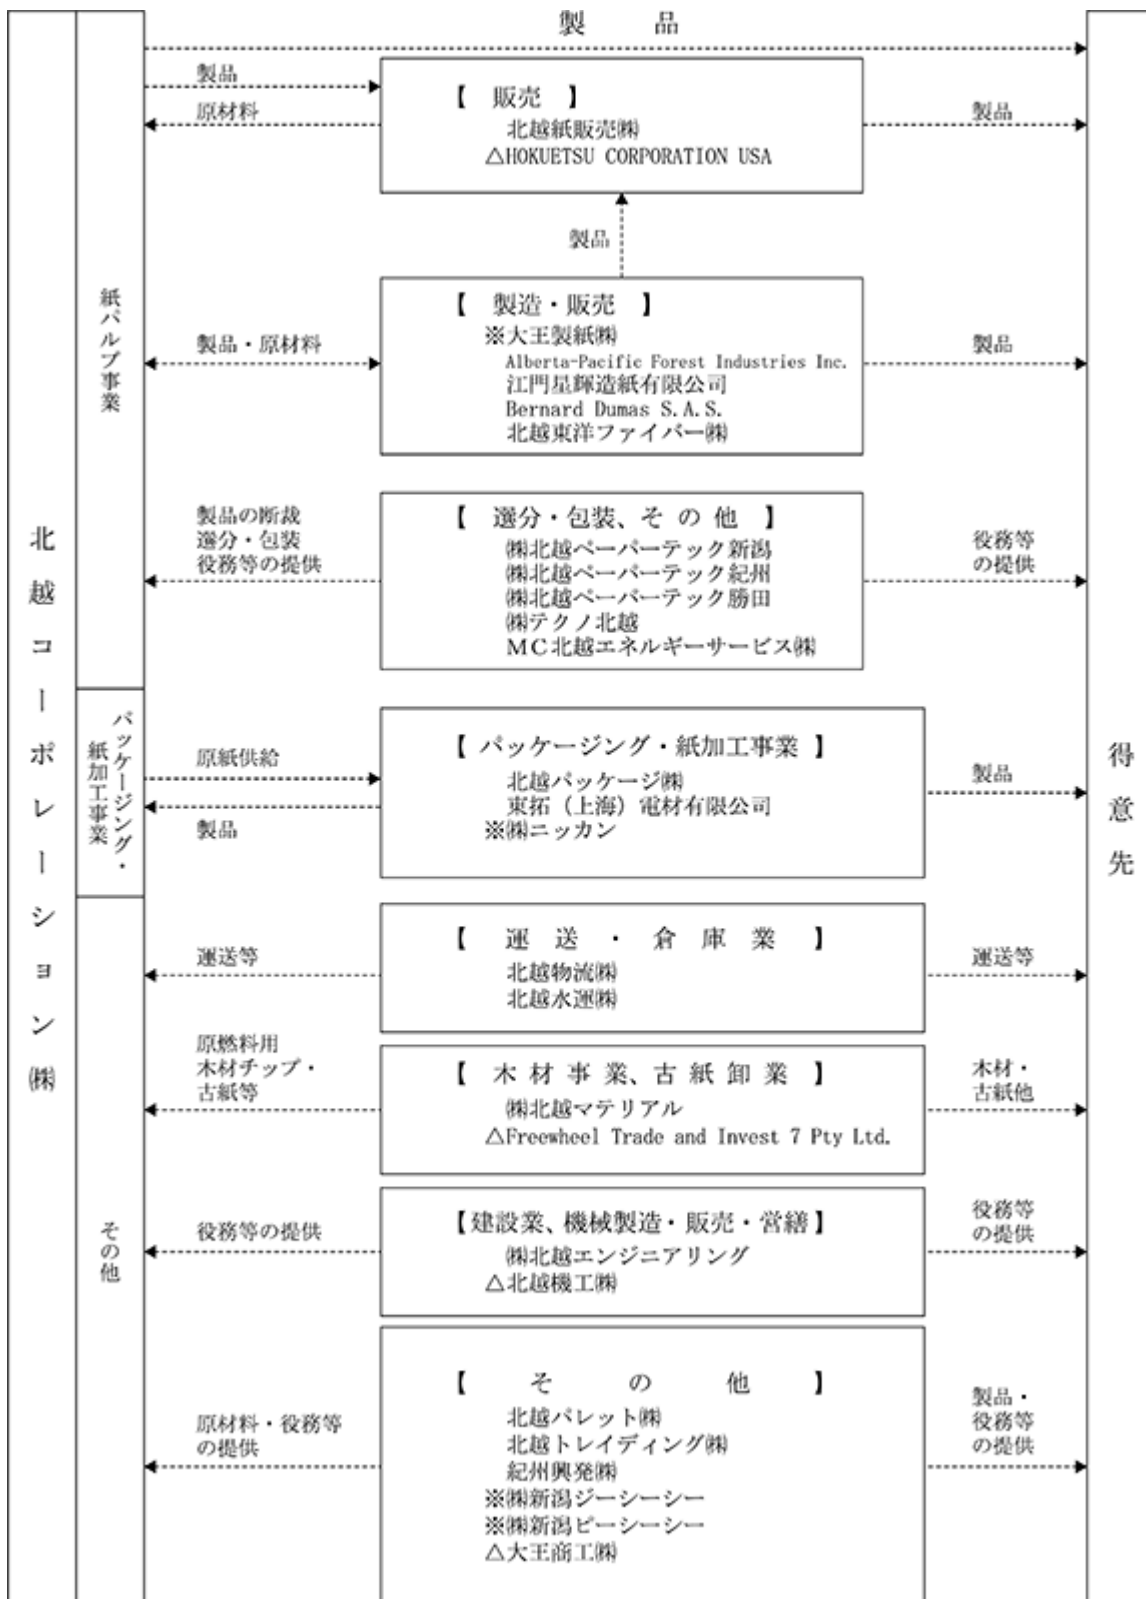 北越コーポレーション㈱
紙パルプ事業
製品
製品
原材料
【 販売 】
北越紙販売㈱
△HOKUETSU CORPORATION USA
製品
製品
製品・原材料
【 製造・販売 】
※大王製紙㈱
Alberta-Pacific Forest Industries Inc.
江門星輝造紙有限公司
Bernard Dumas S.A.S.
北越東洋ファイバー㈱
製品
製品の断裁
選分・包装
役務等の提供
【 選分・包装、その他 】
㈱北越ペーパーテック新潟
㈱北越ペーパーテック紀州
㈱北越ペーパーテック勝田
㈱テクノ北越
MC北越エネルギーサービス㈱
役務等
の提供
パッケージング・
紙加工事業
原紙供給
製品
【 パッケージング・紙加工事業 】
北越パッケージ㈱
東拓（上海）電材有限公司
※㈱ニッカン
製品
その他
運送等
【 運送・倉庫業 】
北越物流㈱
北越水運㈱
運送等
原燃料用
木材チップ・
古紙等
【 木材事業、古紙卸業 】
㈱北越マテリアル
△Freewheel Trade and Invest 7 Pty Ltd.
木材・
古紙他
役務等の提供
【建設業、機械製造・販売・営繕】
㈱北越エンジニアリング
△北越機工㈱
役務等
の提供
原材料・役務等
の提供
【 その他 】
北越パレット㈱
北越トレイディング㈱
紀州興発㈱
※㈱新潟ジーシーシー
※㈱新潟ピーシーシー
△大王商工㈱
製品・
役務等
の提供
得意先